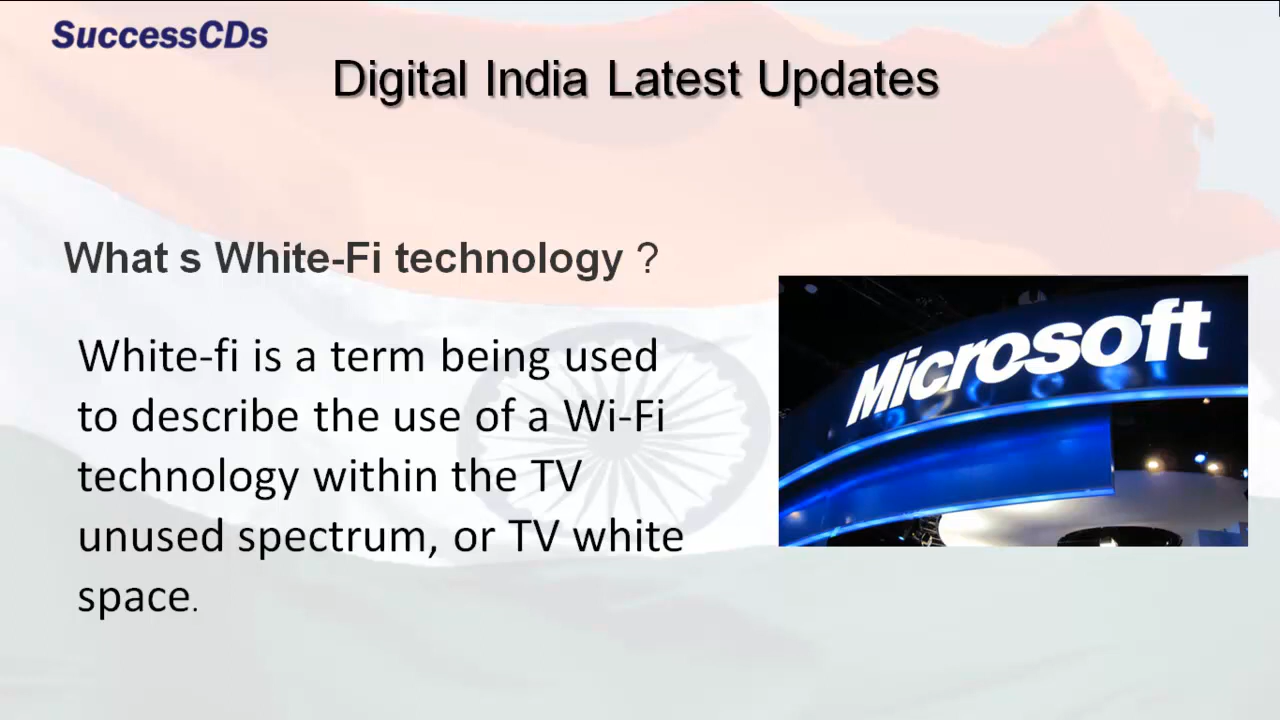 SuccessCDs
Digital India Latest Updates
What s White-Fi technology ?
White-fi is a term being used
to describe the use of a Wi-Fi
technology within the TV
unused spectrum, or TV white
space.
Microsoft